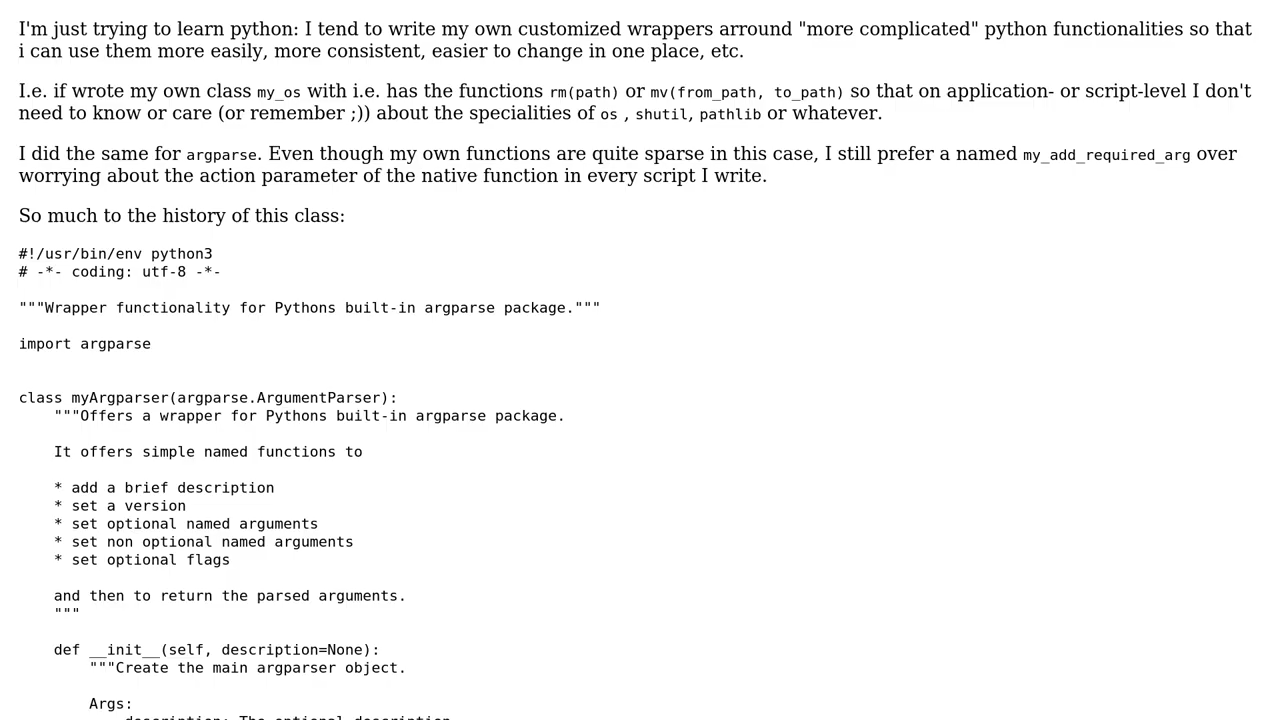 I'm just trying to learn python: I tend to write my own customized wrappers arround "more complicated" python functionalities so that
i can use them more easily, more consistent, easier to change in one place, etc.
I.e. if wrote my own class my_os with i.e. has the functions rm(path) or mv(from_path, to_path) so that on application- or script-level I don't
need to know or care (or remember ;)) about the specialities of os , shutil, pathlib or whatever.
I did the same for argparse. Even though my own functions are quite sparse in this case, I still prefer a named my_add_required_arg over
worrying about the action parameter of the native function in every script I write.
So much to the history of this class:
#!/usr/bin/env python3
# -*- coding: utf-8 -*-
"""Wrapper functionality for Pythons built-in argparse package."""
import argparse
class myArgparser(argparse.ArgumentParser):
    """Offers a wrapper for Pythons built-in argparse package.
    It offers simple named functions to
    * add a brief description
    * set a version
    * set optional named arguments
    * set non optional named arguments
    * set optional flags
    and then to return the parsed arguments.
    """
    def __init__(self, description=None):
        """Create the main argparser object.
        Args:
            description: The optional description